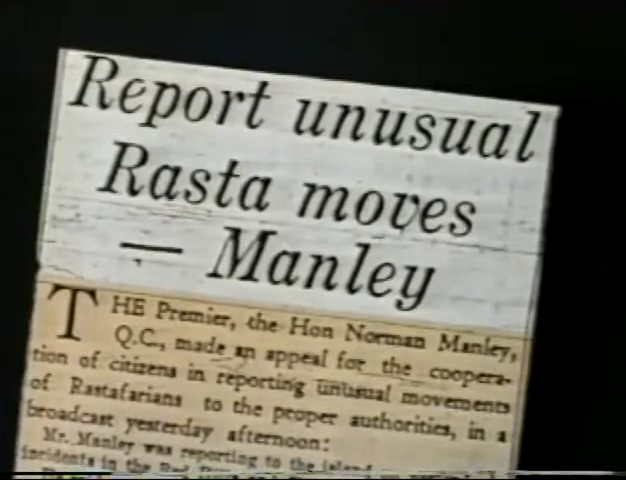 Report unusual
Rasta moves
— Manley
THE Premier, the Hon Norman Manley,
Q.C., made an appeal for the coopera-
tion of citizens in reporting unusual movements
of Rastafarians to the proper authorities, in a
broadcast yesterday afternoon:
Mr. Manley was reporting to the island
incidents in the Red